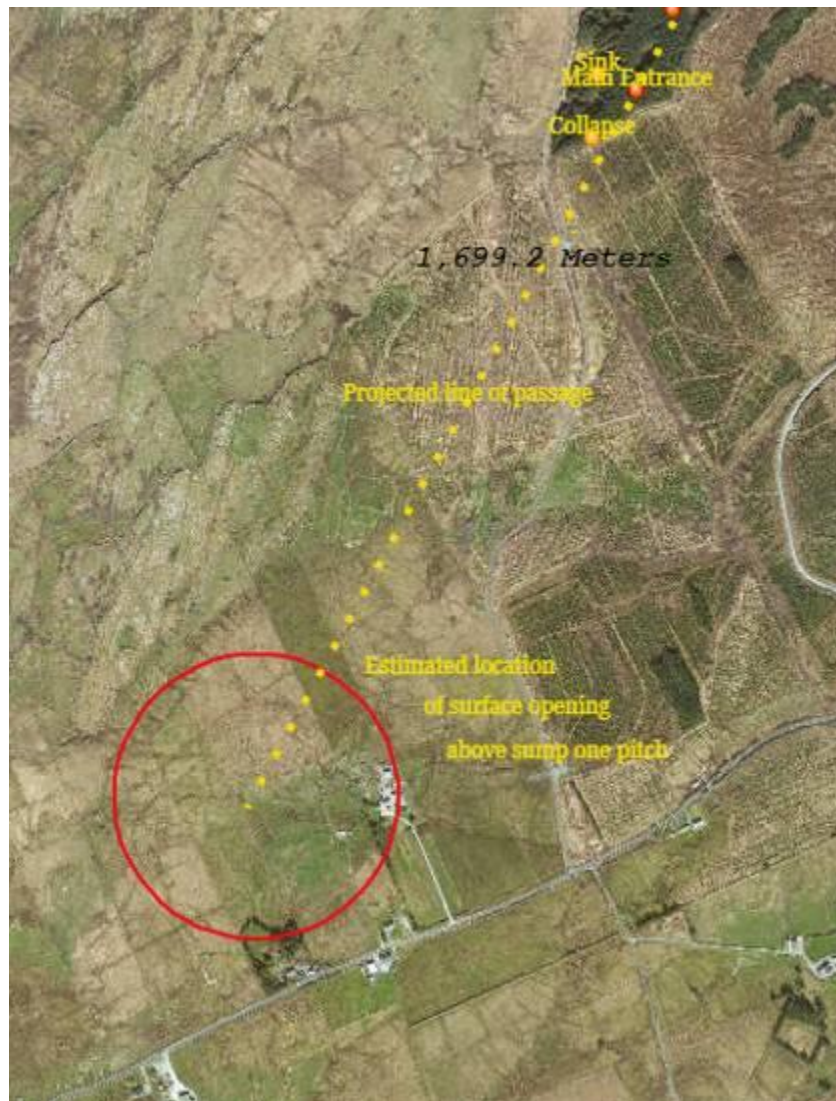 Sink
Main Entrance
Collapse
1,699.2 Meters
Projected line of passage
Estimated location
of surface opening
above sump one pitch